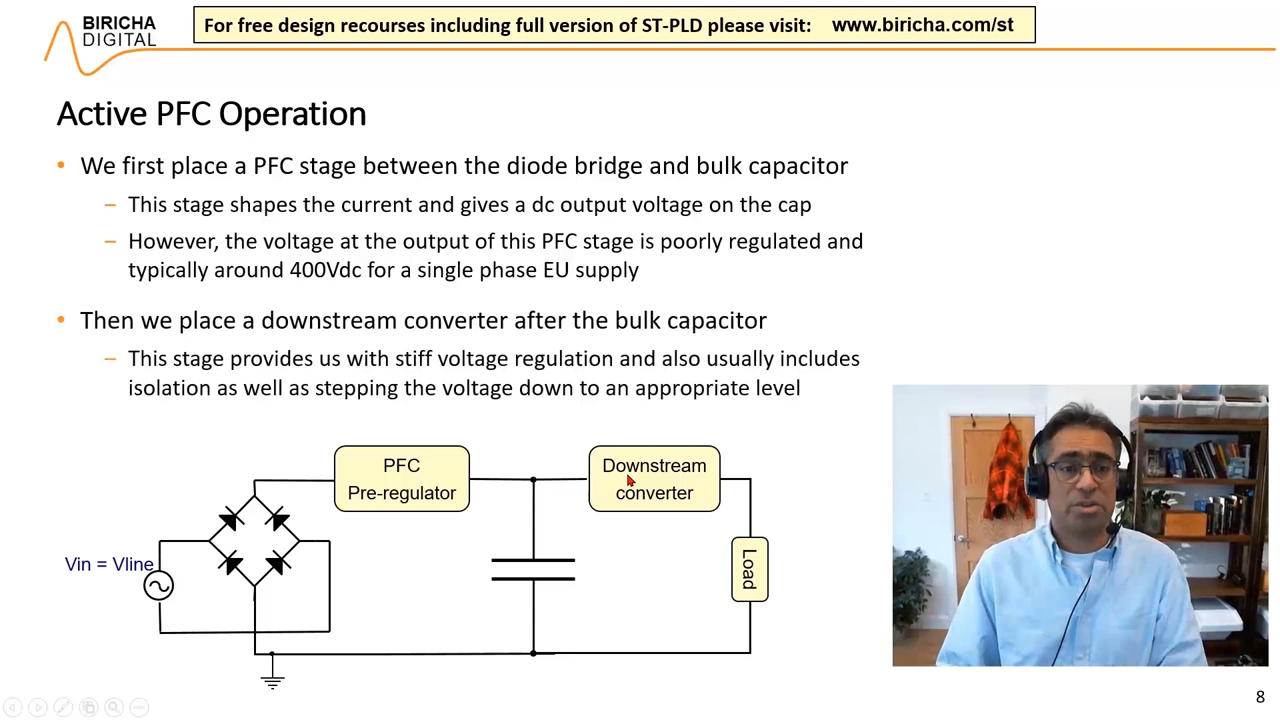 BIRICHA
DIGITAL
For free design recourses including full version of ST-PLD please visit: www.biricha.com/st
Active PFC Operation
• We first place a PFC stage between the diode bridge and bulk capacitor
– This stage shapes the current and gives a dc output voltage on the cap
– However, the voltage at the output of this PFC stage is poorly regulated and
typically around 400Vdc for a single phase EU supply
• Then we place a downstream converter after the bulk capacitor
– This stage provides us with stiff voltage regulation and also usually includes
isolation as well as stepping the voltage down to an appropriate level
PFC
Pre-regulator
Downstream
converter
Vin = Vline
Load
8